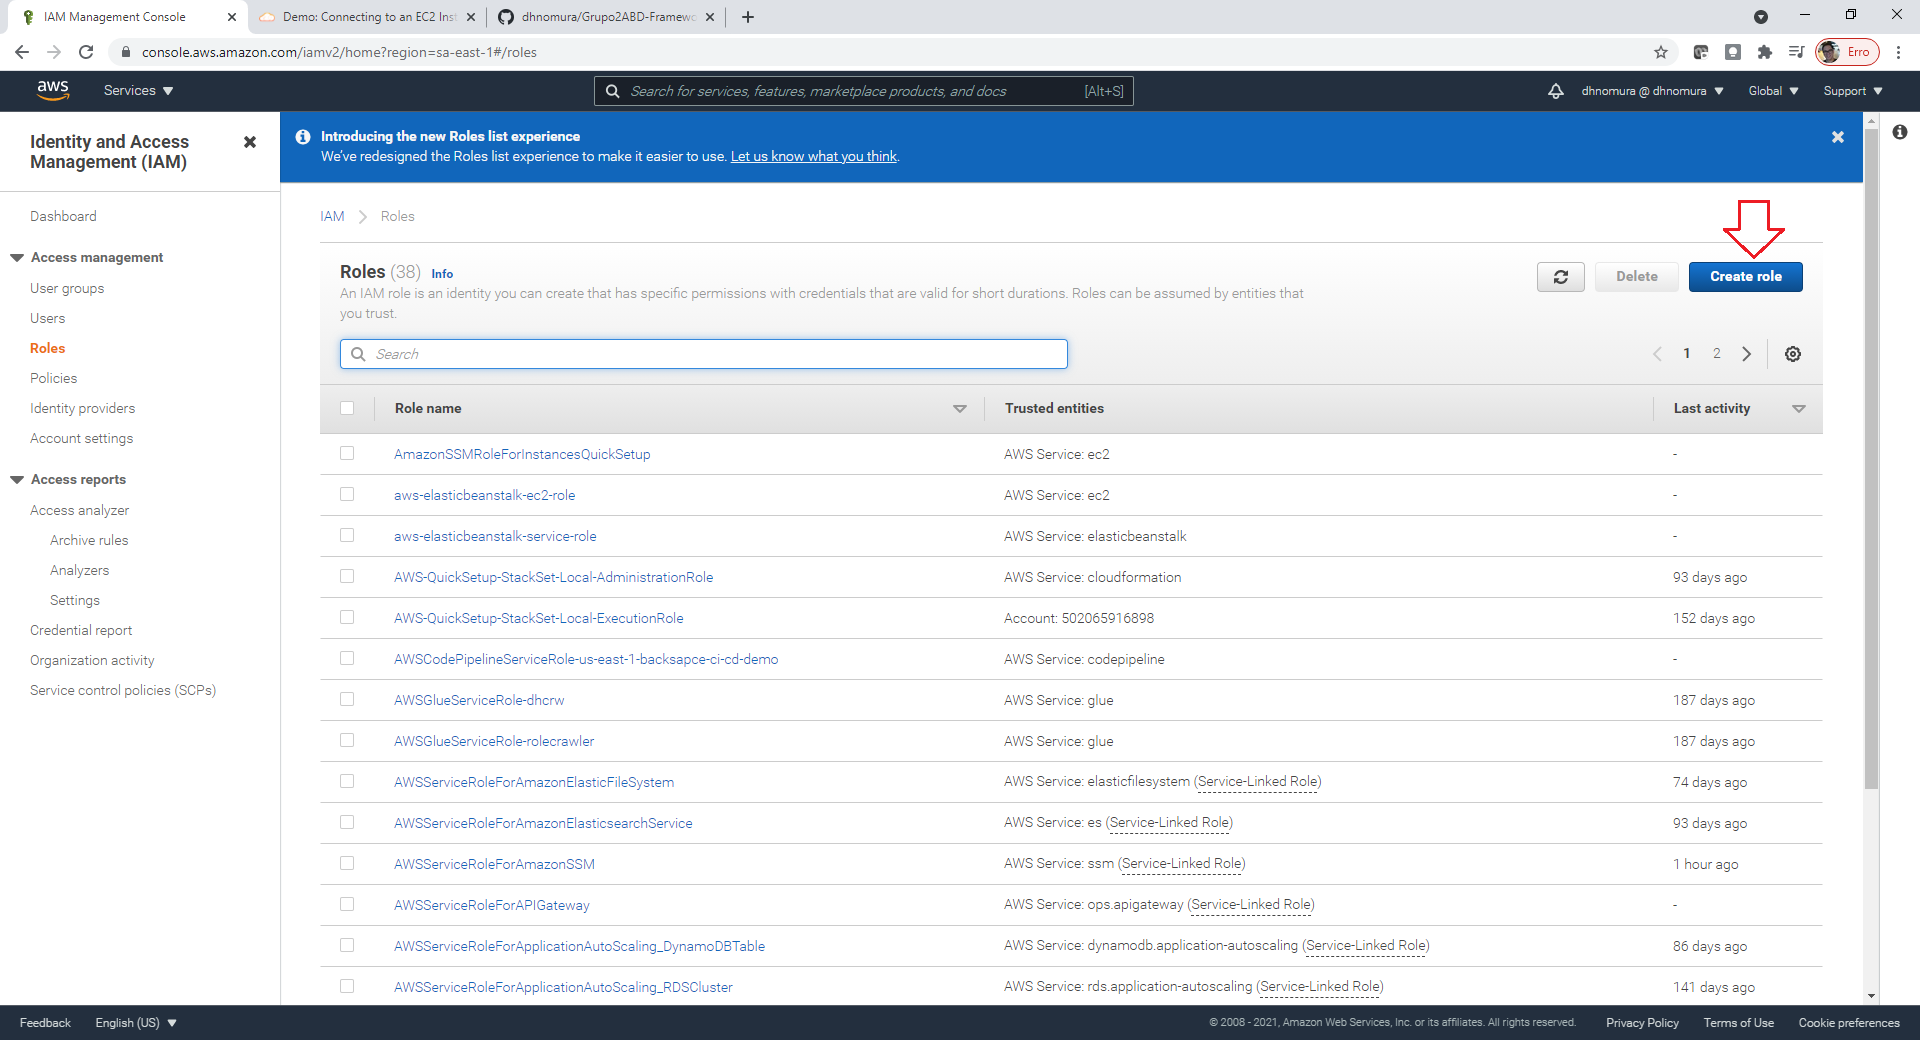 IAM Management Console
Demo: Connecting to an EC2 Inst
dhnomura/Grupo2ABD-Framewo
console.aws.amazon.com/iamv2/home?region=sa-east-1#/roles
Erro
aws
Services
Search for services, features, marketplace products, and docs
[Alt+S]
dhnomura @ dhnomura
Global
Support
Identity and Access
Management (IAM)
Dashboard
Access management
User groups
Users
Roles
Policies
Identity providers
Account settings
Access reports
Access analyzer
Archive rules
Analyzers
Settings
Credential report
Organization activity
Service control policies (SCPs)
Introducing the new Roles list experience
We've redesigned the Roles list experience to make it easier to use. Let us know what you think.
IAM Roles
Roles (38) Info
An IAM role is an identity you can create that has specific permissions with credentials that are valid for short durations. Roles can be assumed by entities that
you trust.
Delete
Create role
Search
1 2
Role name Trusted entities Last activity
AmazonSSMRoleForInstancesQuickSetup AWS Service: ec2 -
aws-elasticbeanstalk-ec2-role AWS Service: ec2 -
aws-elasticbeanstalk-service-role AWS Service: elasticbeanstalk -
AWS-QuickSetup-StackSet-Local-AdministrationRole AWS Service: cloudformation 93 days ago
AWS-QuickSetup-StackSet-Local-ExecutionRole Account: 502065916898 152 days ago
AWSCodePipelineServiceRole-us-east-1-backsapce-ci-cd-demo AWS Service: codepipeline -
AWSGlueServiceRole-dhcrw AWS Service: glue 187 days ago
AWSGlueServiceRole-rolecrawler AWS Service: glue 187 days ago
AWSServiceRoleForAmazonElasticFileSystem AWS Service: elasticfilesystem (Service-Linked Role) 74 days ago
AWSServiceRoleForAmazonElasticsearchService AWS Service: es (Service-Linked Role) 93 days ago
AWSServiceRoleForAmazonSSM AWS Service: ssm (Service-Linked Role) 1 hour ago
AWSServiceRoleForAPIGateway AWS Service: ops.apigateway (Service-Linked Role) -
AWSServiceRoleForApplicationAutoScaling_DynamoDBTable AWS Service: dynamodb.application-autoscaling (Service-Linked Role) 86 days ago
AWSServiceRoleForApplicationAutoScaling_RDSCluster AWS Service: rds.application-autoscaling (Service-Linked Role) 141 days ago
Feedback English (US) © 2008 - 2021, Amazon Web Services, Inc. or its affiliates. All rights reserved. Privacy Policy Terms of Use Cookie preferences